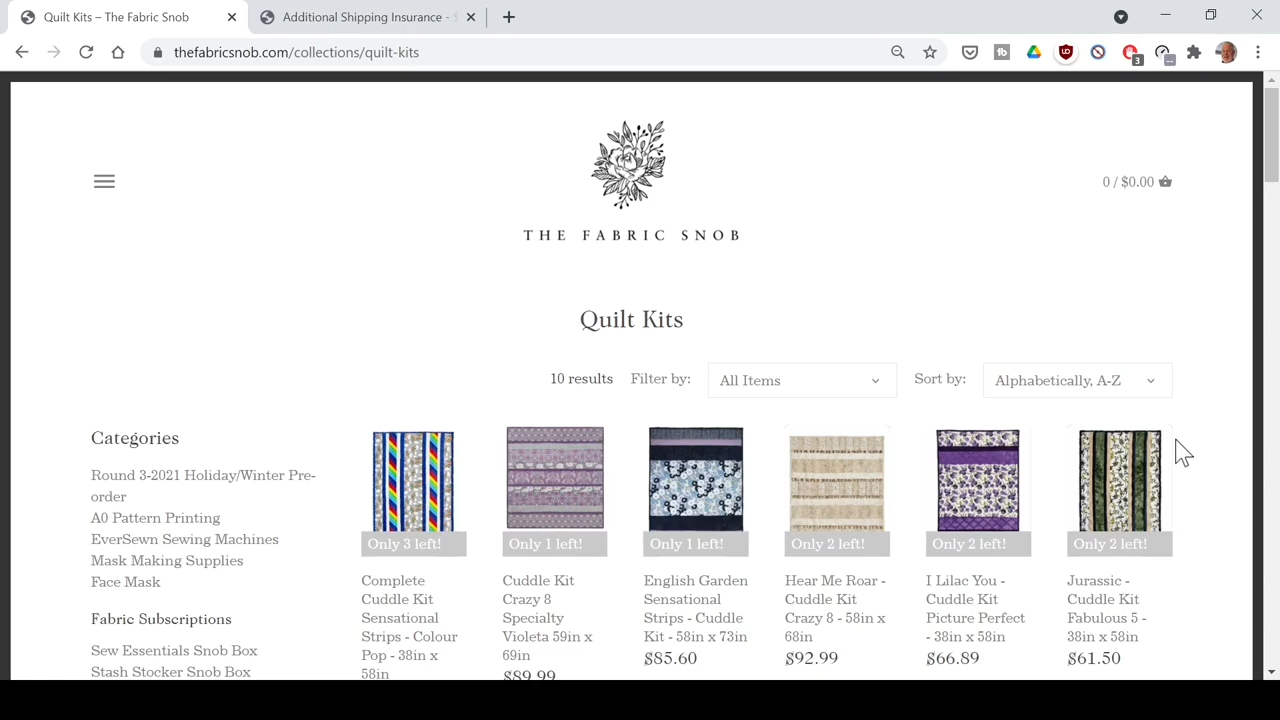 Quilt Kits – The Fabric Snob
Additional Shipping Insurance -
thefabricsnob.com/collections/quilt-kits
3
0 / $0.00
THE FABRIC SNOB
Quilt Kits
10 results Filter by: All Items Sort by: Alphabetically, A-Z
Categories
Round 3-2021 Holiday/Winter Pre-
order
A0 Pattern Printing
EverSewn Sewing Machines
Mask Making Supplies
Face Mask
Fabric Subscriptions
Sew Essentials Snob Box
Stash Stocker Snob Box
Only 3 left!
Complete
Cuddle Kit
Sensational
Strips - Colour
Pop - 38in x
58in
Only 1 left!
Cuddle Kit
Crazy 8
Specialty
Violeta 59in x
69in
$89.99
Only 1 left!
English Garden
Sensational
Strips - Cuddle
Kit - 58in x 73in
$85.60
Only 2 left!
Hear Me Roar -
Cuddle Kit
Crazy 8 - 58in x
68in
$92.99
Only 2 left!
I Lilac You -
Cuddle Kit
Picture Perfect
- 38in x 58in
$66.89
Only 2 left!
Jurassic -
Cuddle Kit
Fabulous 5 -
38in x 58in
$61.50